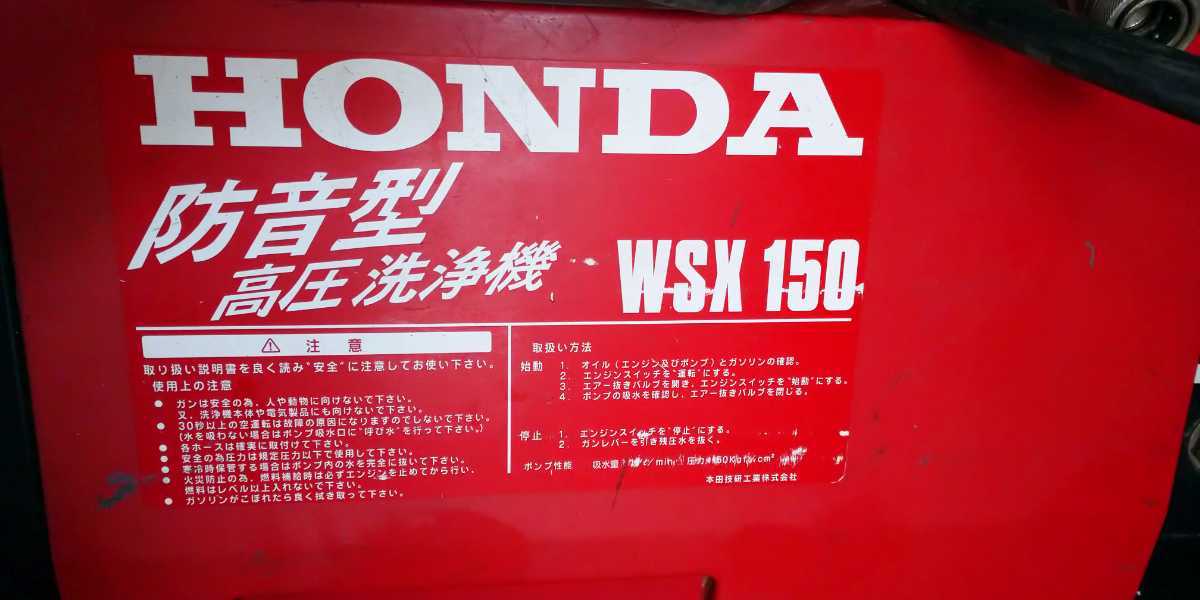 HONDA
防音型
高圧洗浄機
WSX 150
⚠ 注意
取り扱い説明書を良く読み“安全”に注意してお使い下さい。
使用上の注意
● ガンは安全の為、人や動物に向けないで下さい。
又、洗浄機本体や電気製品にも向けないで下さい。
● 30秒以上の空運転は故障の原因になりますのでしないで下さい。
(水を吸わない場合はポンプ吸水口に“呼び水”を行って下さい。)
● 各ホースは確実に取付けて下さい。
● 安全の為圧力は規定圧力以下で使用して下さい。
● 寒冷時保管する場合はポンプ内の水を完全に抜いて下さい。
● 火災防止の為、燃料補給時は必ずエンジンを止めてから行い、
燃料はレベル以上入れないで下さい。
● ガソリンがこぼれたら良く拭き取って下さい。
取扱い方法
始動 1. オイル(エンジン及びポンプ)とガソリンの確認。
2. エンジンスイッチを“運転”にする。
3. エアー抜きバルブを開き、エンジンスイッチを“始動”にする。
4. ポンプの吸水を確認し、エアー抜きバルブを閉じる。
停止 1. エンジンスイッチを“停止”にする。
2. ガンレバーを引き残圧水を抜く。
ポンプ性能 吸水量 ℓ/min 圧力 50Kgf/cm²
本田技研工業株式会社